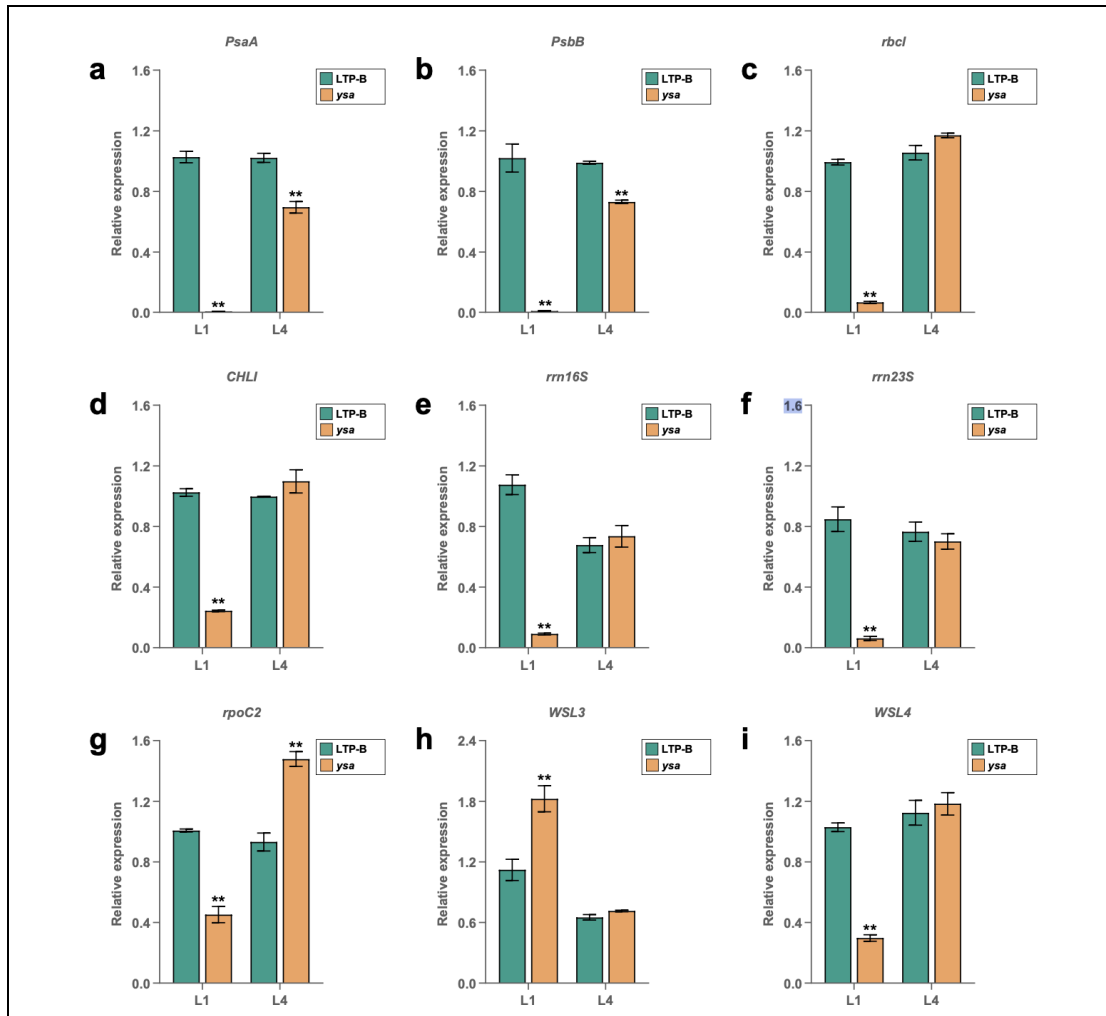 PsaA
a
1.6
1.2
0.8
0.4
0.0
Relative expression
LTP-B
ysa
**
**
L1
L4
PsbB
b
1.6
1.2
0.8
0.4
0.0
Relative expression
LTP-B
ysa
**
**
L1
L4
rbcl
c
1.6
1.2
0.8
0.4
0.0
Relative expression
LTP-B
ysa
**
L1
L4
CHLI
d
1.6
1.2
0.8
0.4
0.0
Relative expression
LTP-B
ysa
**
L1
L4
rrn16S
e
1.6
1.2
0.8
0.4
0.0
Relative expression
LTP-B
ysa
**
L1
L4
rrn23S
f
1.6
1.2
0.8
0.4
0.0
Relative expression
LTP-B
ysa
**
L1
L4
rpoC2
g
1.6
1.2
0.8
0.4
0.0
Relative expression
LTP-B
ysa
**
**
L1
L4
WSL3
h
2.4
1.8
1.2
0.6
0.0
Relative expression
LTP-B
ysa
**
L1
L4
WSL4
i
1.6
1.2
0.8
0.4
0.0
Relative expression
LTP-B
ysa
**
L1
L4